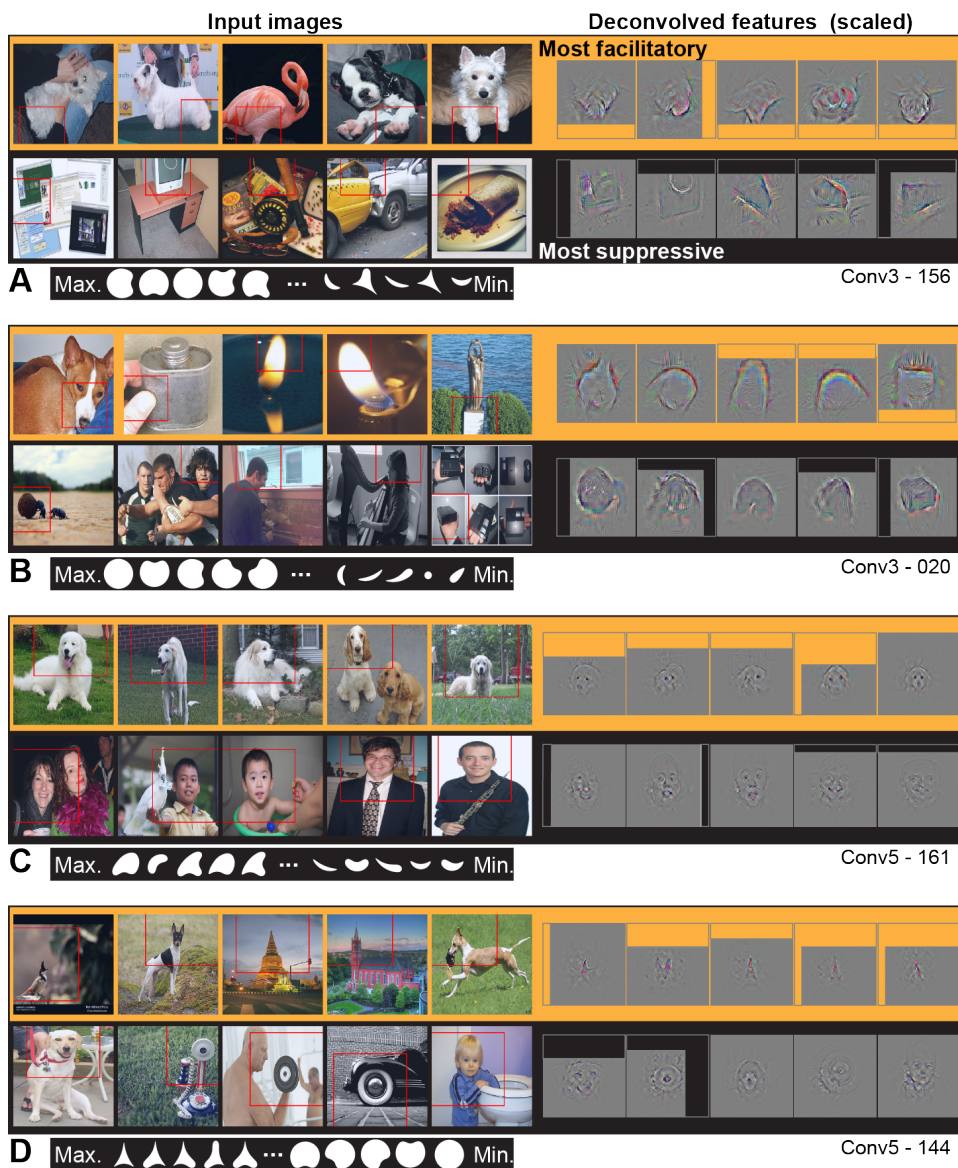 Input images
Deconvolved features (scaled)
Most facilitatory
Most suppressive
A
Max.
...
Min.
Conv3 - 156
B
Max.
...
Min.
Conv3 - 020
C
Max.
...
Min.
Conv5 - 161
D
Max.
...
Min.
Conv5 - 144